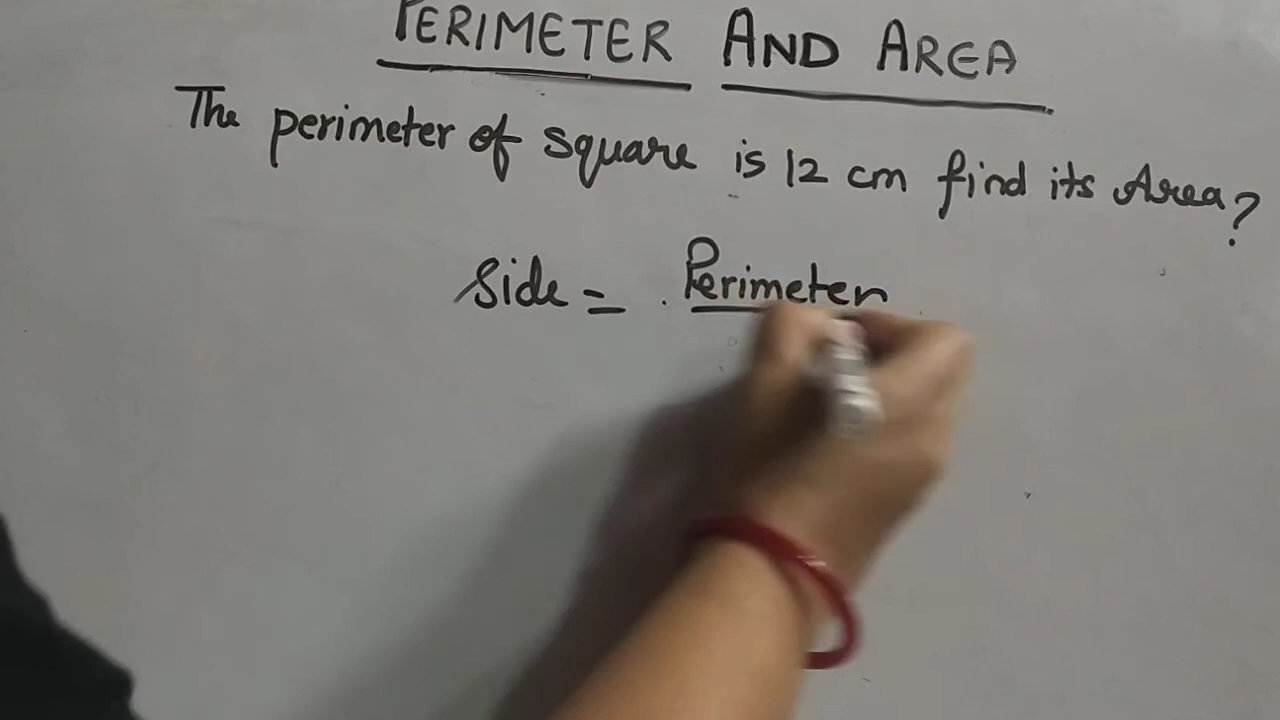 PERIMETER AND AREA
The perimeter of square is 12 cm find its Area?
Side = Perimeter